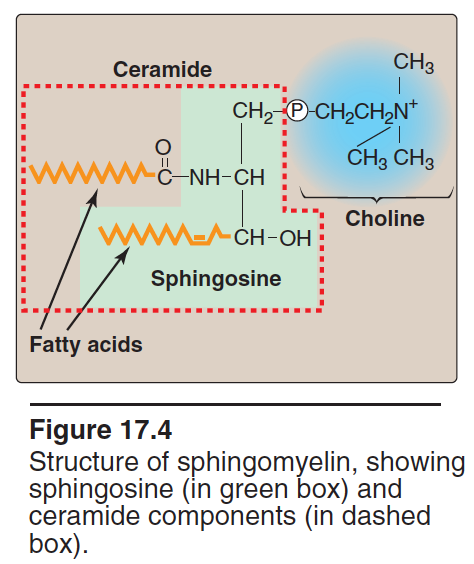 CH₃
Ceramide
CH₂-Ⓟ-CH₂CH₂N⁺
O
CH₃ CH₃
C-NH-CH
Choline
CH-OH
Sphingosine
Fatty acids
Figure 17.4
Structure of sphingomyelin, showing
sphingosine (in green box) and
ceramide components (in dashed
box).